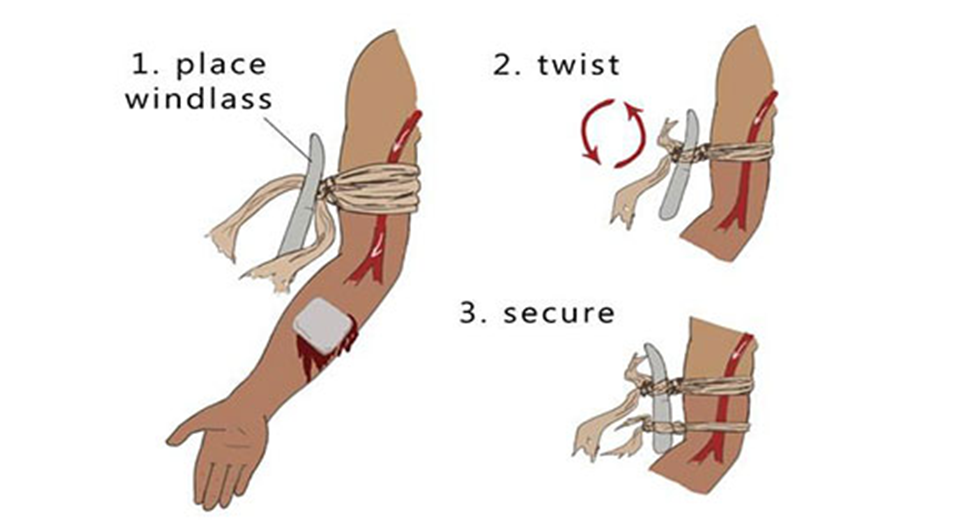 1. place
windlass
2. twist
3. secure